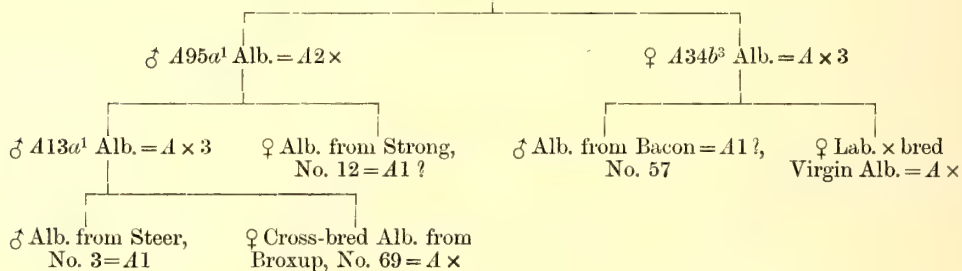 ♂ A95a¹ Alb. = A2 × ♀ A34b³ Alb. = A × 3
♂ A13a¹ Alb. = A × 3 ♀ Alb. from Strong, ♂ Alb. from Bacon = A1 ?, ♀ Lab. × bred
No. 12 = A1 ? No. 57 Virgin Alb. = A ×
♂ Alb. from Steer, ♀ Cross-bred Alb. from
No. 3 = A1 Broxup, No. 69 = A ×